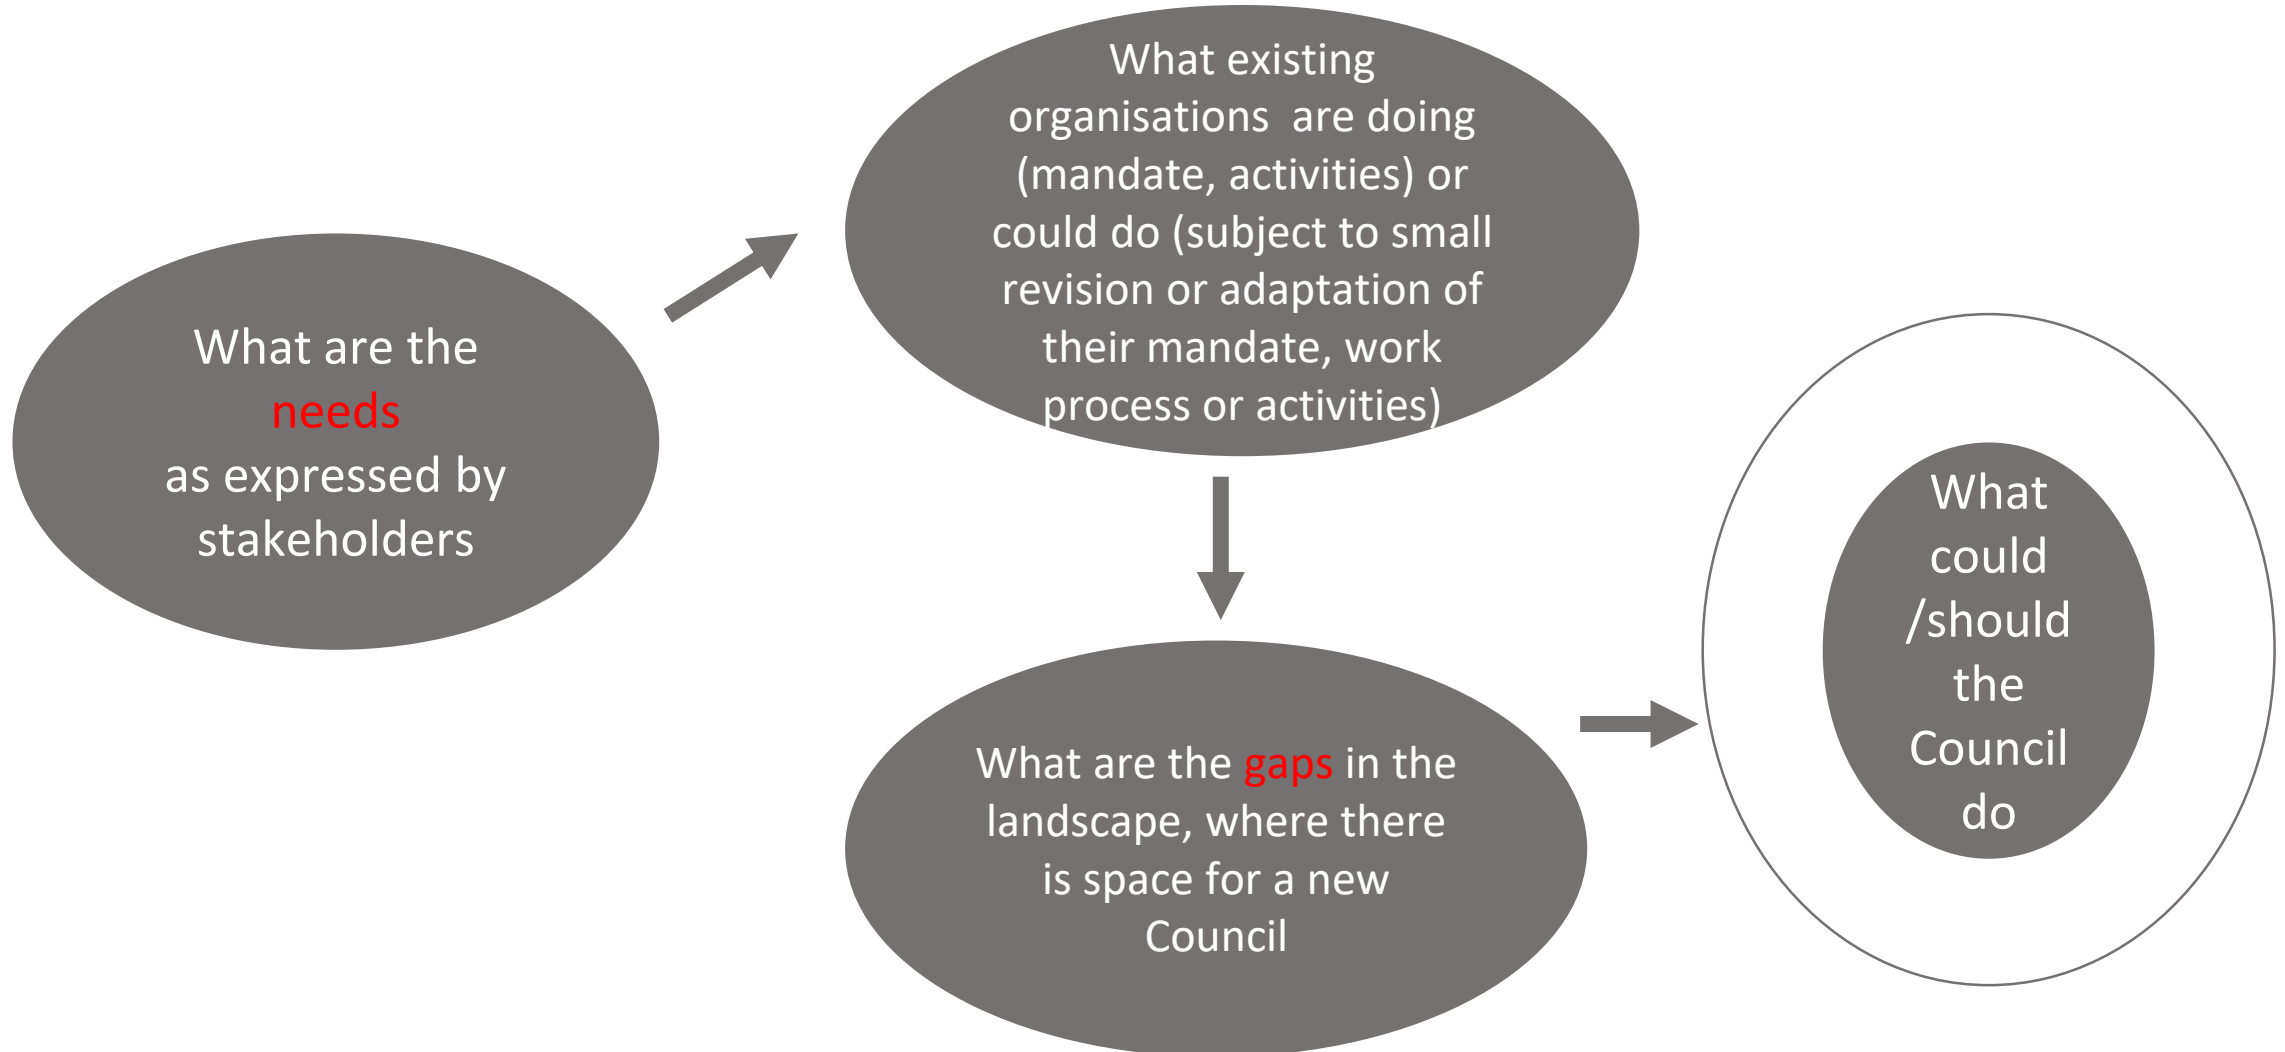 What are the
needs
as expressed by
stakeholders
What existing
organisations  are doing
(mandate, activities) or
could do (subject to small
revision or adaptation of
their mandate, work
process or activities)
What are the gaps in the
landscape, where there
is space for a new
Council
What
could
/should
the
Council
do